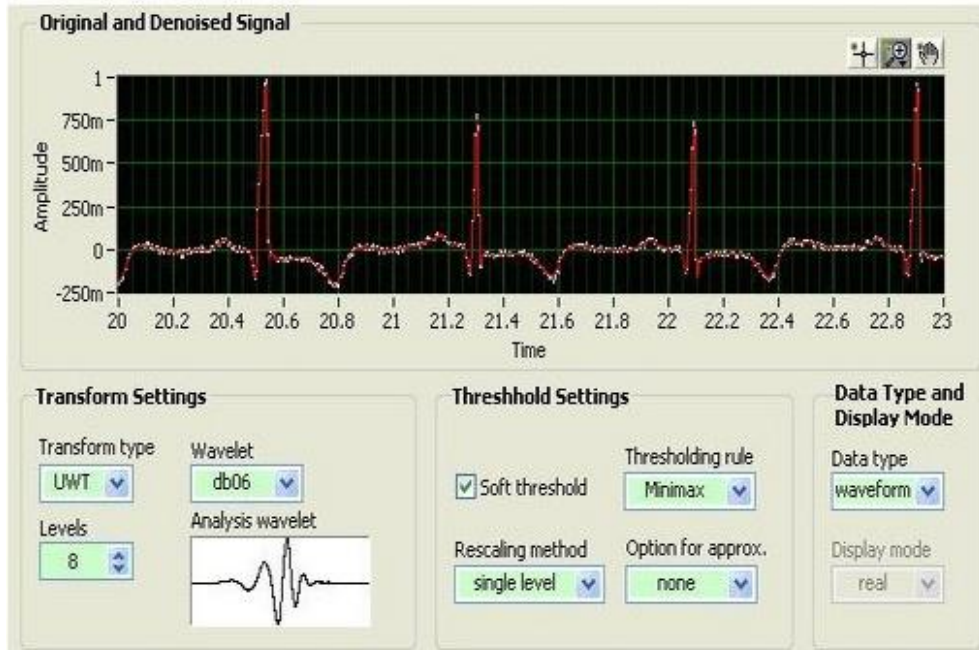 Original and Denoised Signal
1
750m
500m
250m
0
-250m
Amplitude
20 20.2 20.4 20.6 20.8 21 21.2 21.4 21.6 21.8 22 22.2 22.4 22.6 22.8 23
Time
Transform Settings
Transform type
UWT
Wavelet
db06
Levels
8
Analysis wavelet
Threshhold Settings
Soft threshold
Thresholding rule
Minimax
Rescaling method
single level
Option for approx.
none
Data Type and
Display Mode
Data type
waveform
Display mode
real